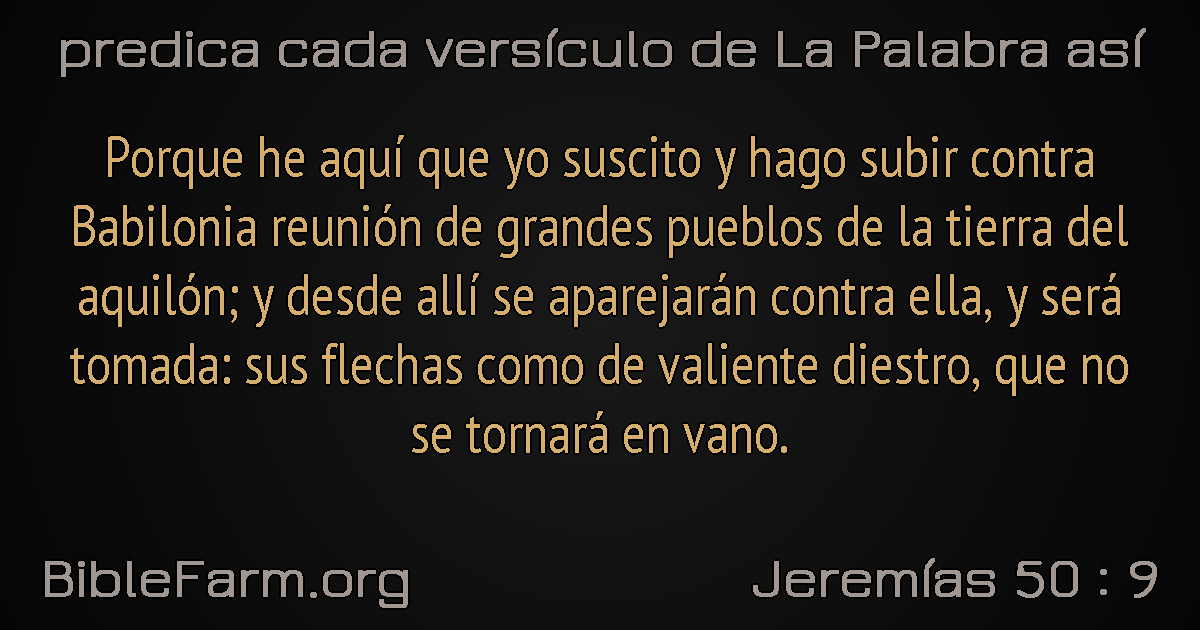 predica cada versículo de La Palabra así
Porque he aquí que yo suscito y hago subir contra
Babilonia reunión de grandes pueblos de la tierra del
aquilón; y desde allí se aparejarán contra ella, y será
tomada: sus flechas como de valiente diestro, que no
se tornará en vano.
BibleFarm.org
Jeremías 50 : 9